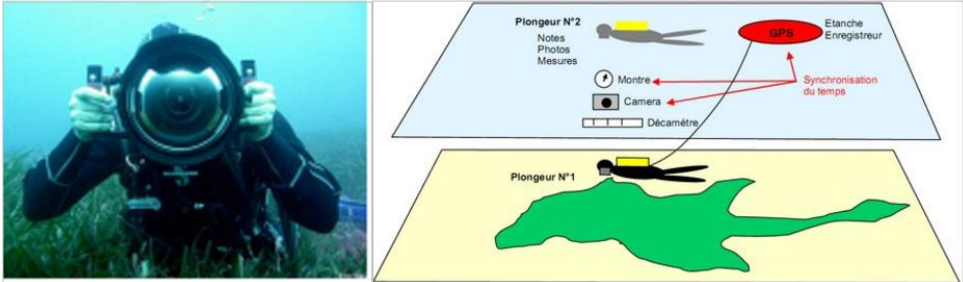 Plongeur N°2
Notes
Photos
Mesures
GPS
Etanche
Enregistreur
Montre
Synchronisation
du temps
Camera
Décamètre
Plongeur N°1